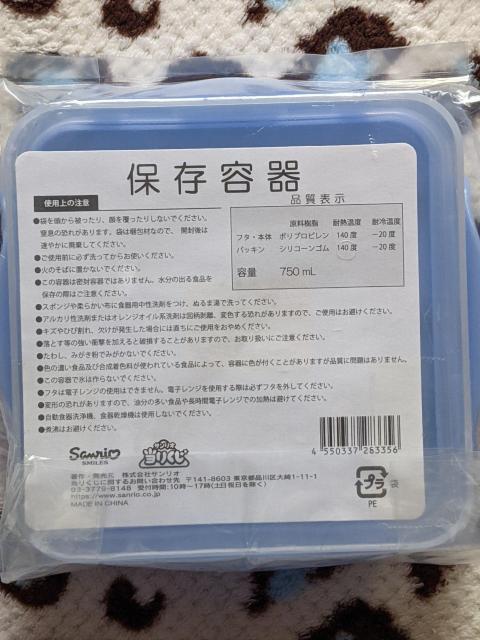 保存容器
使用上の注意
●袋を頭から被ったり、顔を覆ったりしないでください。
窒息の恐れがあります。袋は梱包材なので、開封後は
速やかに廃棄してください。
●ご使用前に必ず洗ってからお使いください。
●火のそばに置かないでください。
●この容器は密封容器ではありません。水分の出る食品を
保存の際はご注意ください。
●スポンジや柔らかい布に食器用中性洗剤をつけ、ぬるま湯で洗ってください。
●アルカリ性洗剤またはオレンジオイル系洗剤は図柄剥離、変色する恐れがありますので、ご使用はお避けください。
●キズやひび割れ、欠けが発生した場合には直ちにご使用をおやめください。
●落とす等の強い衝撃を加えると破損することがありますので、お取り扱いにご注意ください。
●たわし、みがき粉でみがかないでください。
●色の濃い食品及び合成着色料が使われている食品によって、容器に色が付くことがありますが品質に問題はありません。
●この容器で氷は作らないでください。
●フタは電子レンジの使用はできません。電子レンジを使用する際は必ずフタを外してください。
●変形の恐れがありますので、油分の多い食品や長時間電子レンジでの加熱は避けてください。
●自動食器洗浄機、食器乾燥機は使用しないでください。
●煮沸はお避けください。
品質表示
原料樹脂 耐熱温度 耐冷温度
フタ・本体 ポリプロピレン 140度 －20度
パッキン シリコーンゴム 140度 －20度
容量 750mL
Sanrio
SMILES
サンリオ
当りくじ
4 550337 263356
著作・発売元 株式会社サンリオ
当りくじに関するお問い合わせ先 〒141-8603 東京都品川区大崎1-11-1
03-3779-8148 受付時間:10時〜17時(土日祝日を除く)
https://www.sanrio.co.jp
MADE IN CHINA
プラ 袋
PE